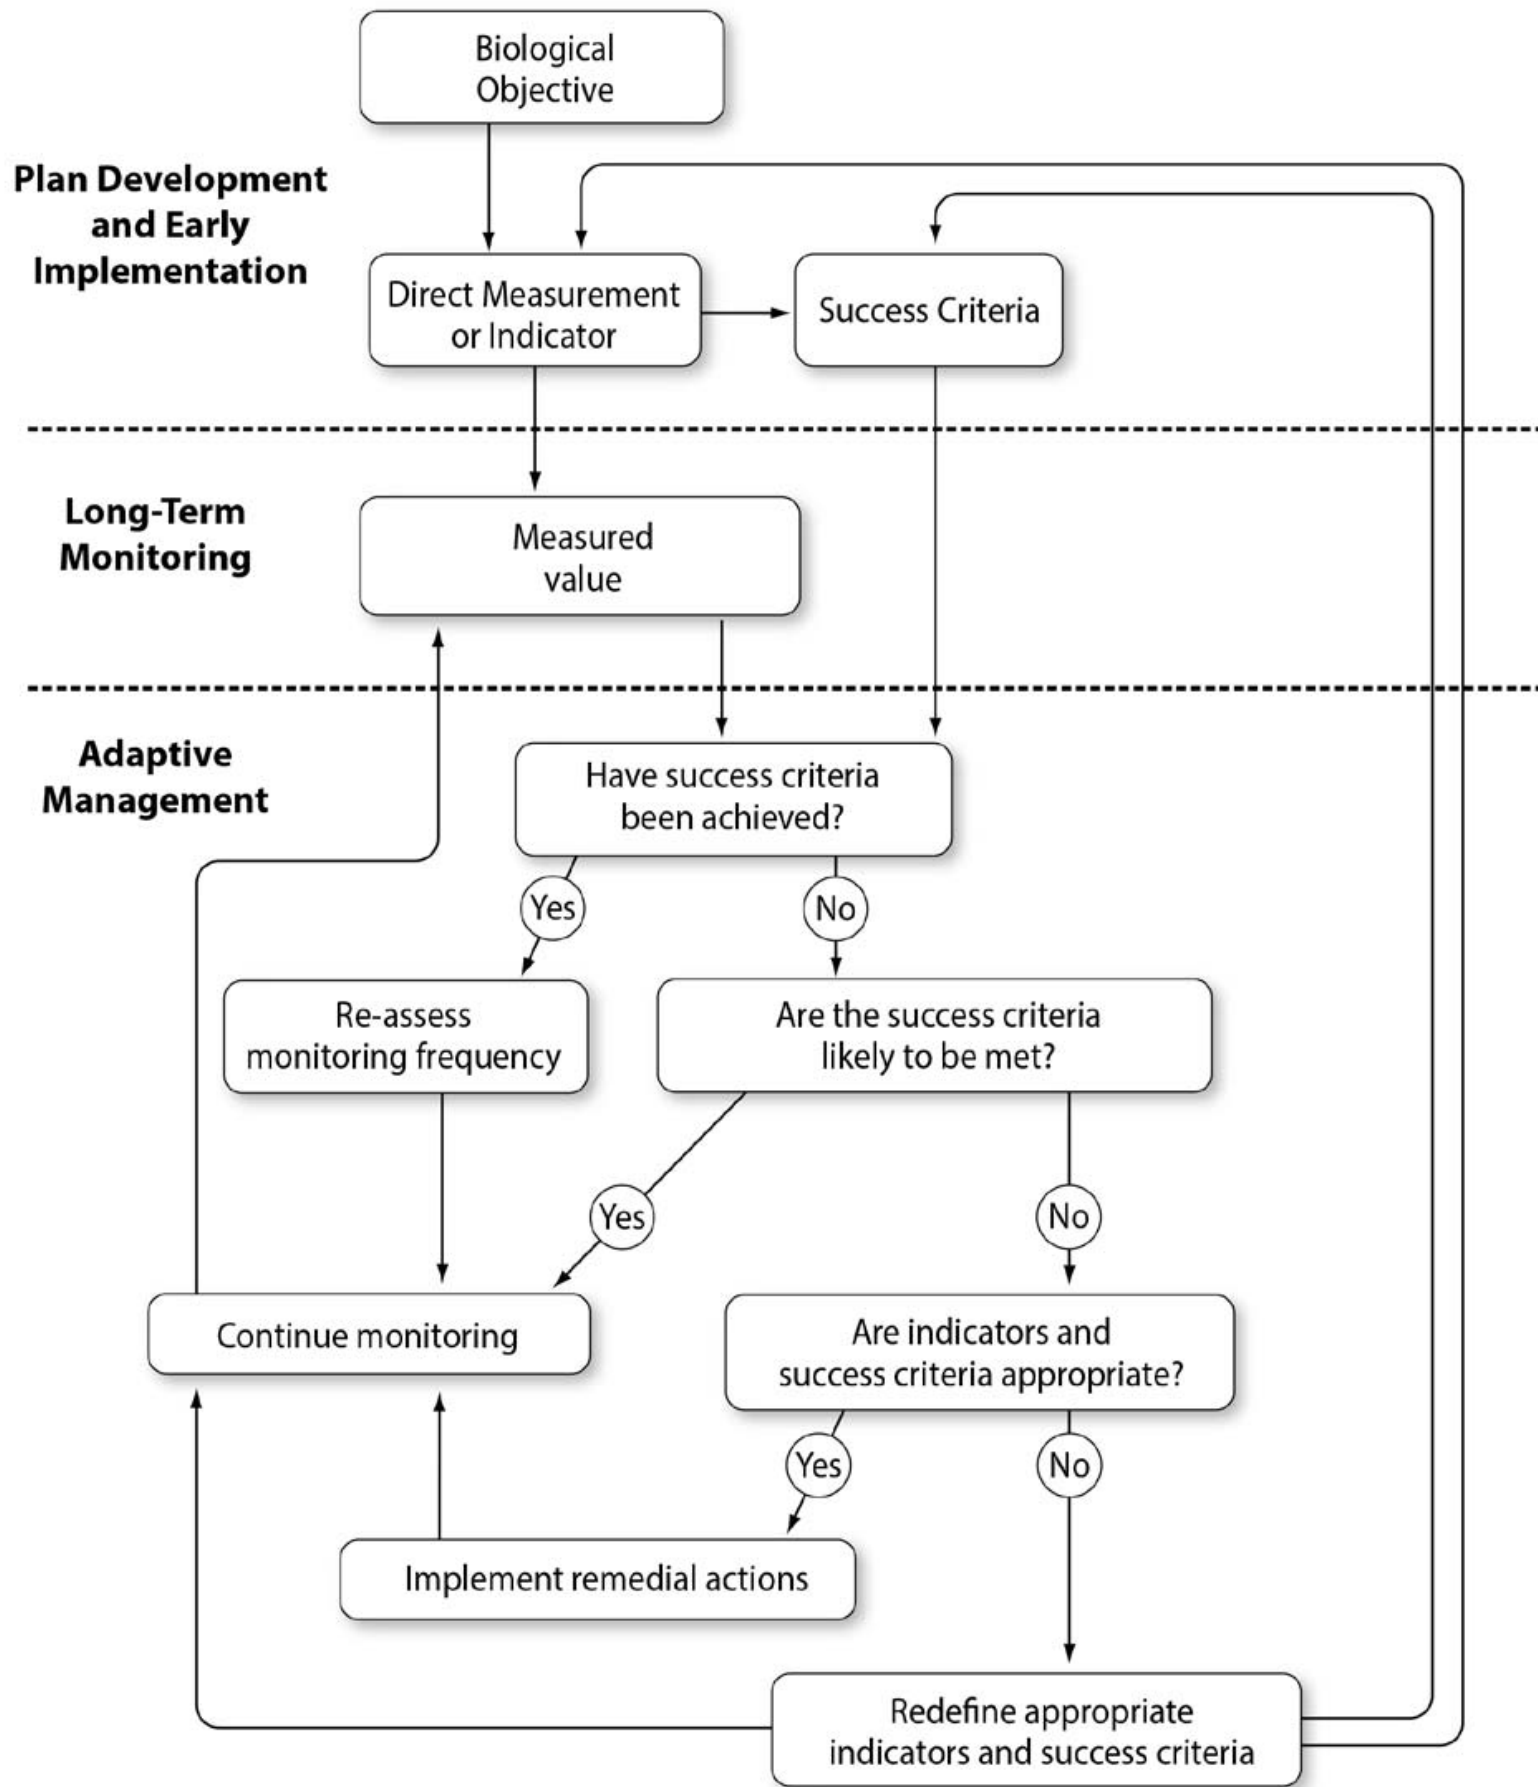 Biological
Objective
Plan Development
and Early
Implementation
Direct Measurement
or Indicator
Success Criteria
Long-Term
Monitoring
Measured
value
Adaptive
Management
Have success criteria
been achieved?
Yes
No
Re-assess
monitoring frequency
Are the success criteria
likely to be met?
Yes
No
Continue monitoring
Are indicators and
success criteria appropriate?
Yes
No
Implement remedial actions
Redefine appropriate
indicators and success criteria